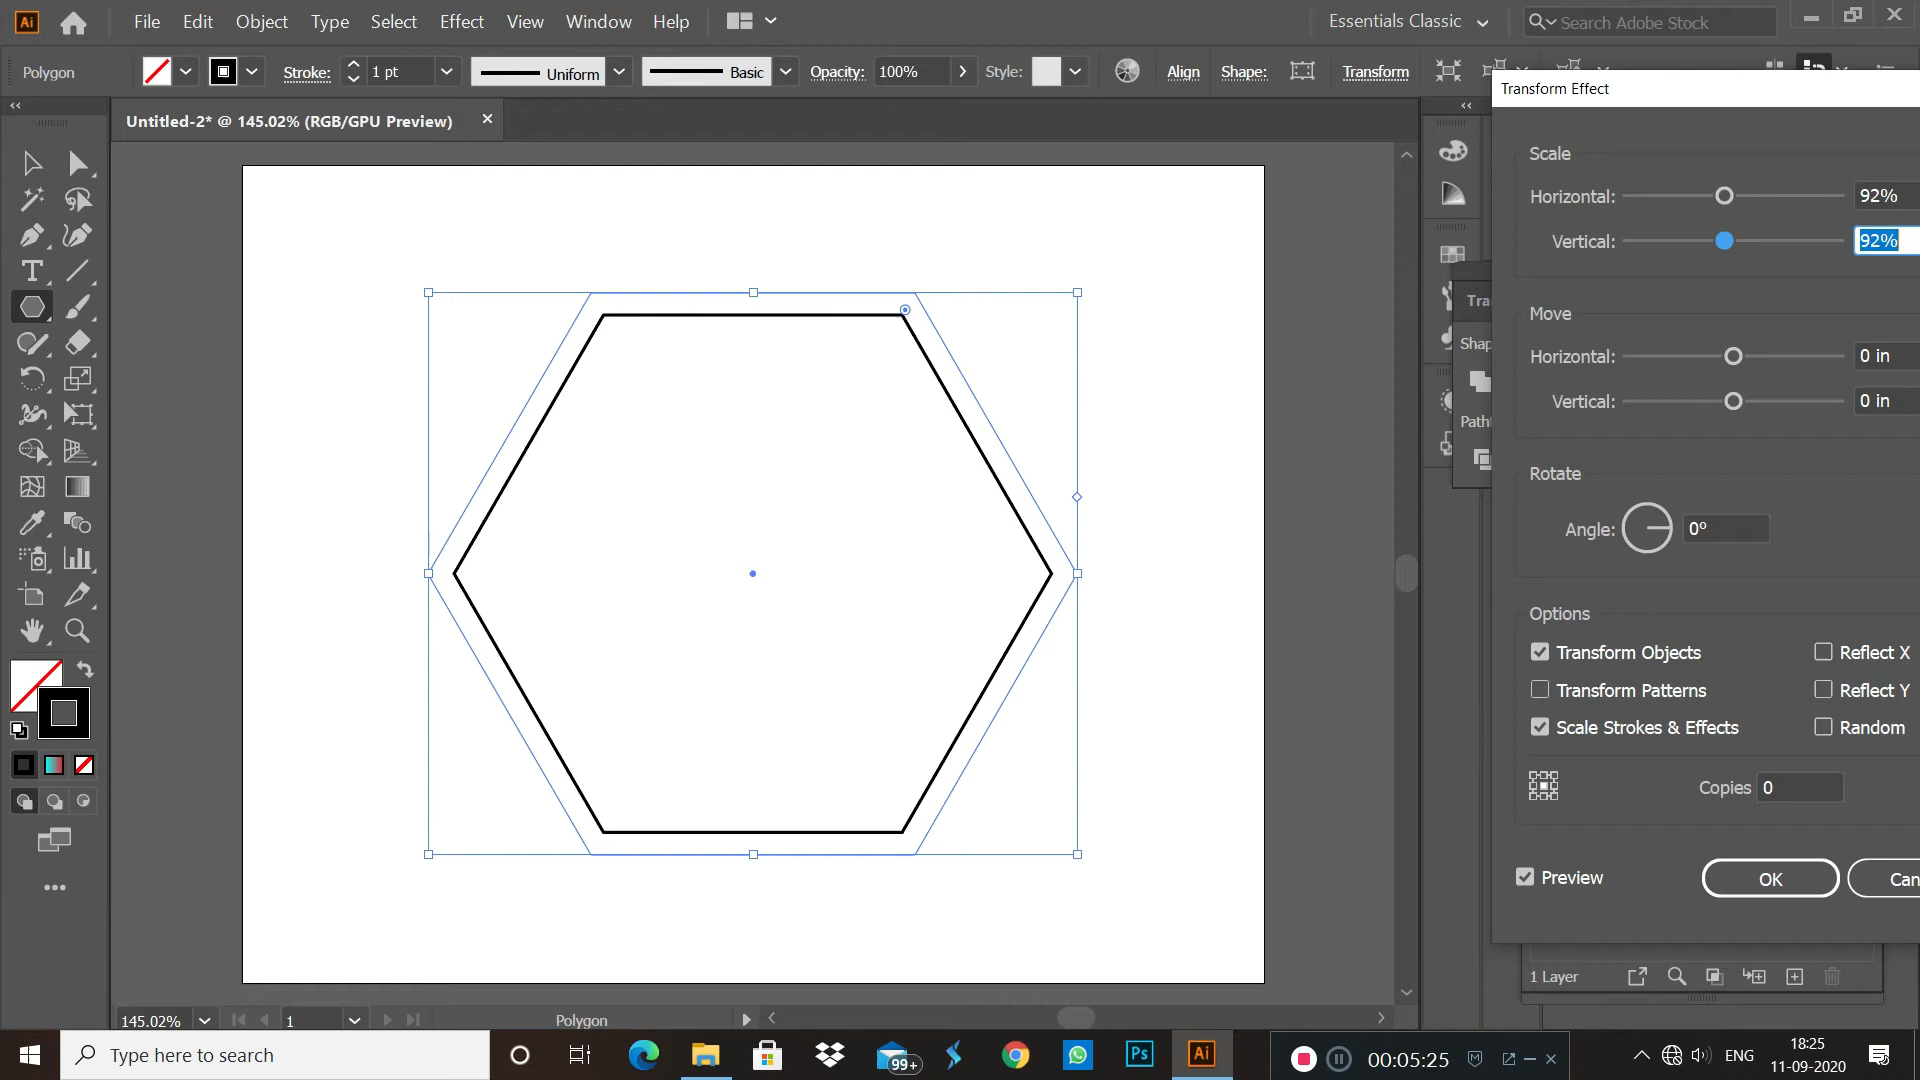 Ai File Edit Object Type Select Effect View Window Help Essentials Classic Search Adobe Stock
Polygon Stroke: 1 pt Uniform Basic Opacity: 100% Style: Align Shape: Transform
Transform Effect
Untitled-2* @ 145.02% (RGB/GPU Preview)
Scale
Horizontal: 92%
Vertical: 92%
Tra
Move
Shap
Horizontal: 0 in
Vertical: 0 in
Pathf
Rotate
Angle: 0°
Options
Transform Objects Reflect X
Transform Patterns Reflect Y
Scale Strokes & Effects Random
Copies 0
Preview OK Can
1 Layer
145.02% 1 Polygon
Type here to search 99+ Ps Ai 00:05:25 ENG 18:25
11-09-2020